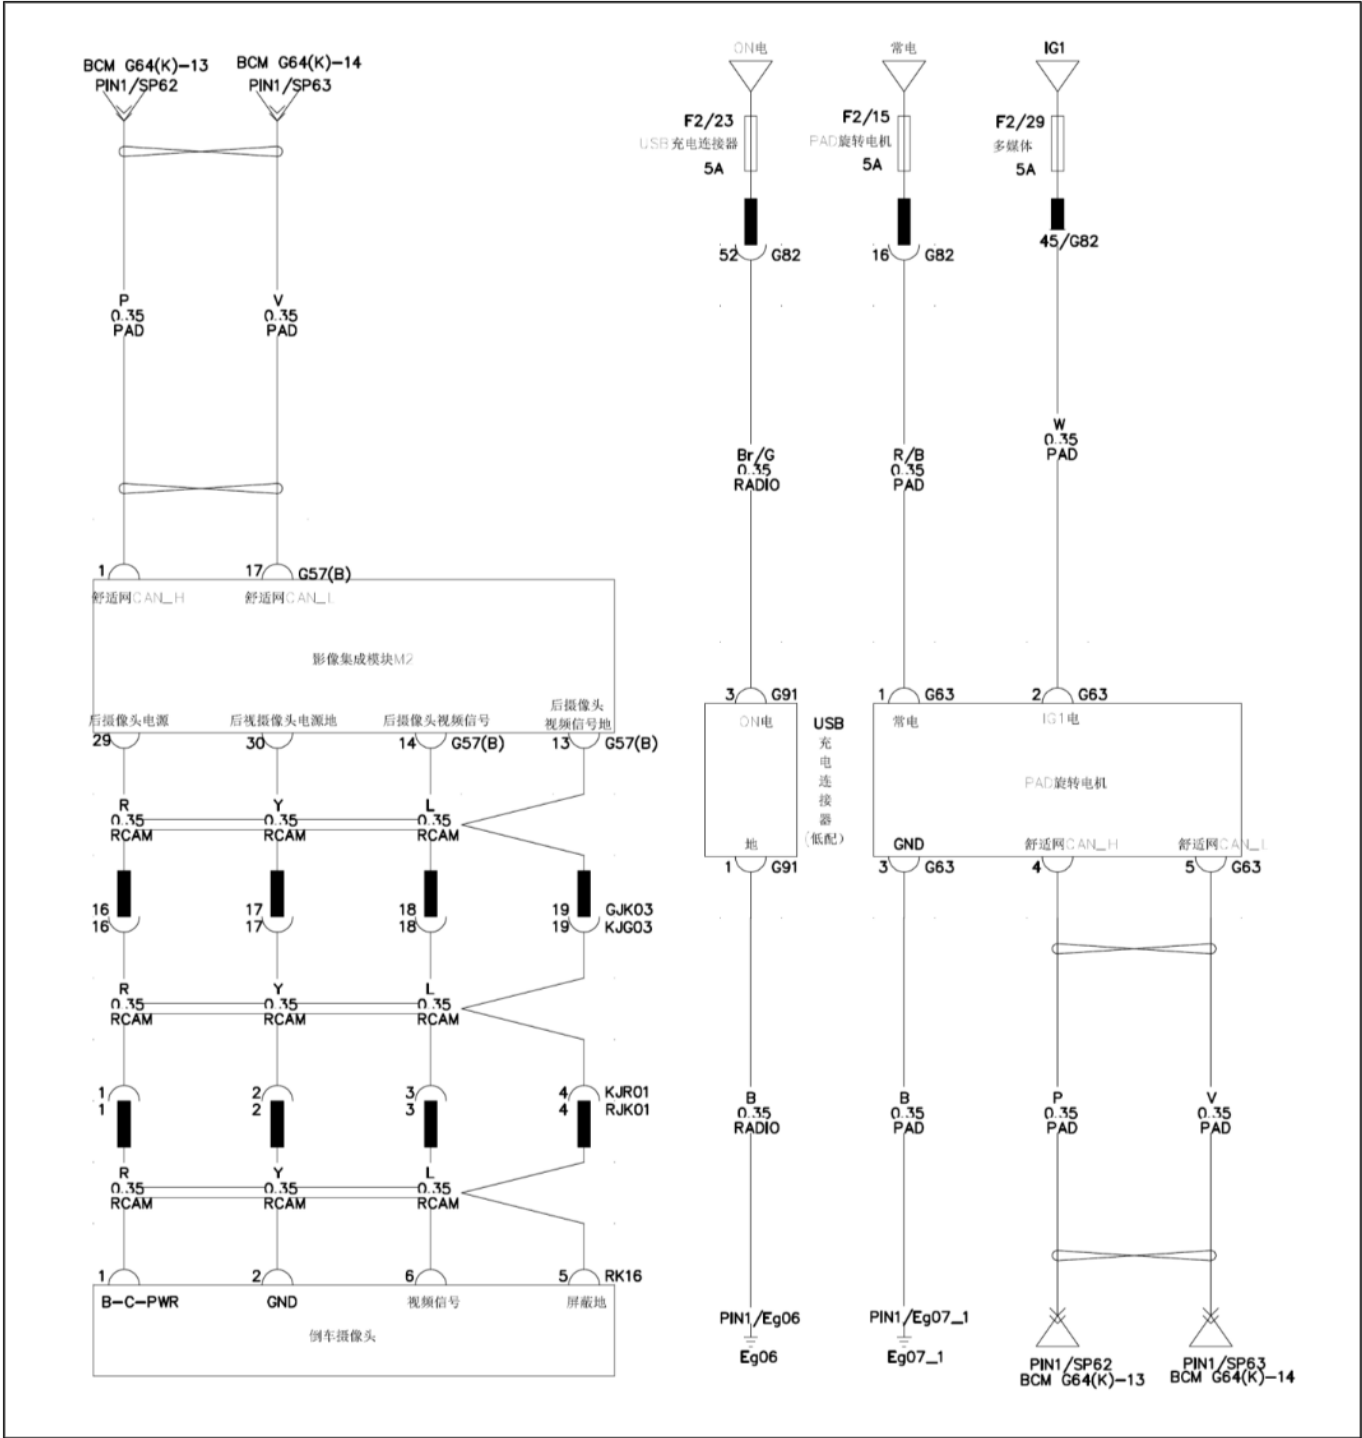 BCM G64(K)-13
PIN1/SP62
BCM G64(K)-14
PIN1/SP63
ON电
常电
IG1
F2/23
USB充电连接器
5A
F2/15
PAD旋转电机
5A
F2/29
多媒体
5A
52
G82
16
G82
45/G82
P
0.35
PAD
V
0.35
PAD
Br/G
0.35
RADIO
R/B
0.35
PAD
W
0.35
PAD
1
17
G57(B)
舒适网CAN_H
舒适网CAN_L
影像集成模块M2
后摄像头电源
后视摄像头电源地
后摄像头视频信号
后摄像头
视频信号地
29
30
14
G57(B)
13
G57(B)
3
G91
1
G63
2
G63
ON电
USB
充
电
连
接
器
(低配)
地
常电
IG1电
PAD旋转电机
GND
舒适网CAN_H
舒适网CAN_L
1
G91
3
G63
4
5
G63
R
0.35
RCAM
Y
0.35
RCAM
L
0.35
RCAM
16
17
18
19
GJK03
16
17
18
19
KJG03
R
0.35
RCAM
Y
0.35
RCAM
L
0.35
RCAM
1
2
3
4
KJR01
1
2
3
4
RJK01
R
0.35
RCAM
Y
0.35
RCAM
L
0.35
RCAM
B
0.35
RADIO
B
0.35
PAD
P
0.35
PAD
V
0.35
PAD
1
2
6
5
RK16
B-C-PWR
GND
视频信号
屏蔽地
倒车摄像头
PIN1/Eg06
Eg06
PIN1/Eg07_1
Eg07_1
PIN1/SP62
BCM G64(K)-13
PIN1/SP63
BCM G64(K)-14